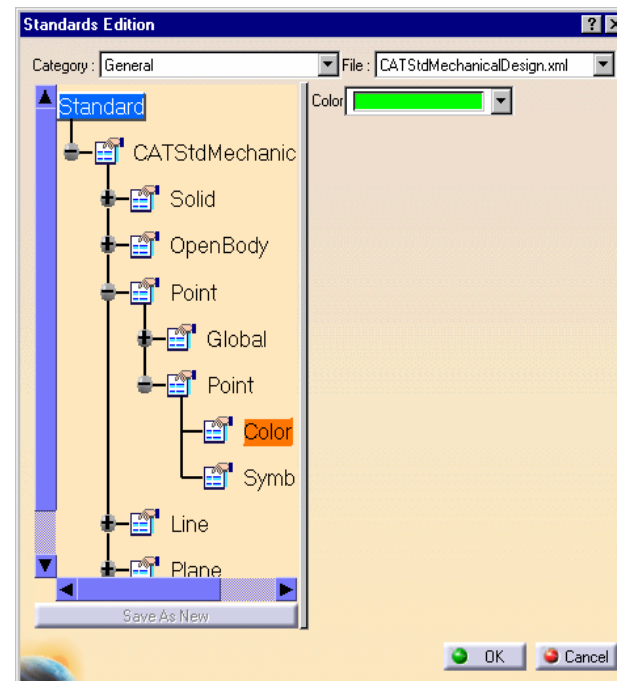 Standards Edition
Category : General File : CATStdMechanicalDesign.xml
Standard
Color
CATStdMechanic
Solid
OpenBody
Point
Global
Point
Color
Symb
Line
Plane
Save As New
OK Cancel